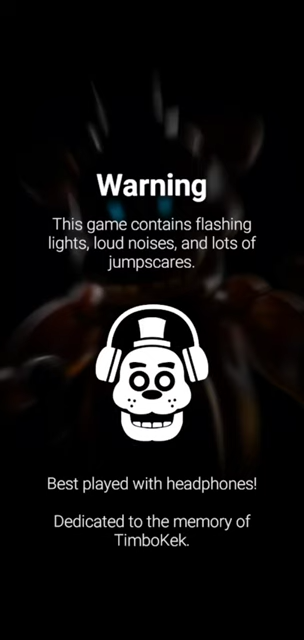 Warning
This game contains flashing
lights, loud noises, and lots of
jumpscares.
Best played with headphones!
Dedicated to the memory of
TimboKek.